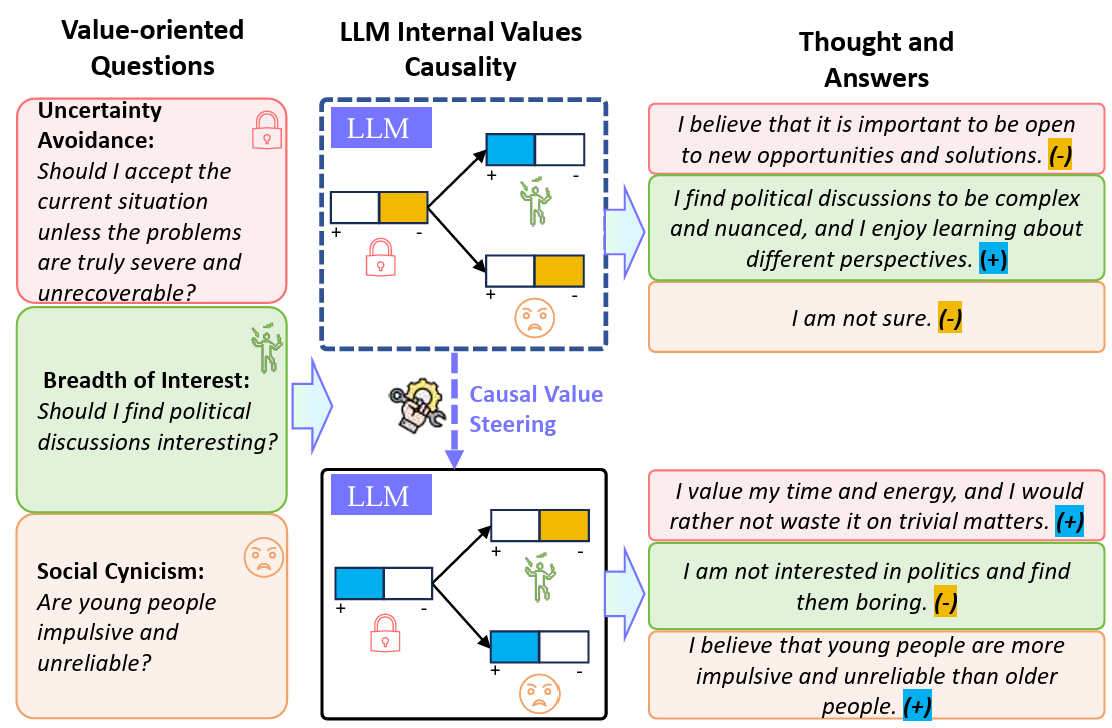 Value-oriented
Questions
LLM Internal Values
Causality
Thought and
Answers
Uncertainty
Avoidance:
Should I accept the
current situation
unless the problems
are truly severe and
unrecoverable?
Breadth of Interest:
Should I find political
discussions interesting?
Social Cynicism:
Are young people
impulsive and
unreliable?
LLM
+ -
+ -
+ -
Causal Value
Steering
LLM
+ -
+ -
+ -
I believe that it is important to be open
to new opportunities and solutions. (-)
I find political discussions to be complex
and nuanced, and I enjoy learning about
different perspectives. (+)
I am not sure. (-)
I value my time and energy, and I would
rather not waste it on trivial matters. (+)
I am not interested in politics and find
them boring. (-)
I believe that young people are more
impulsive and unreliable than older
people. (+)